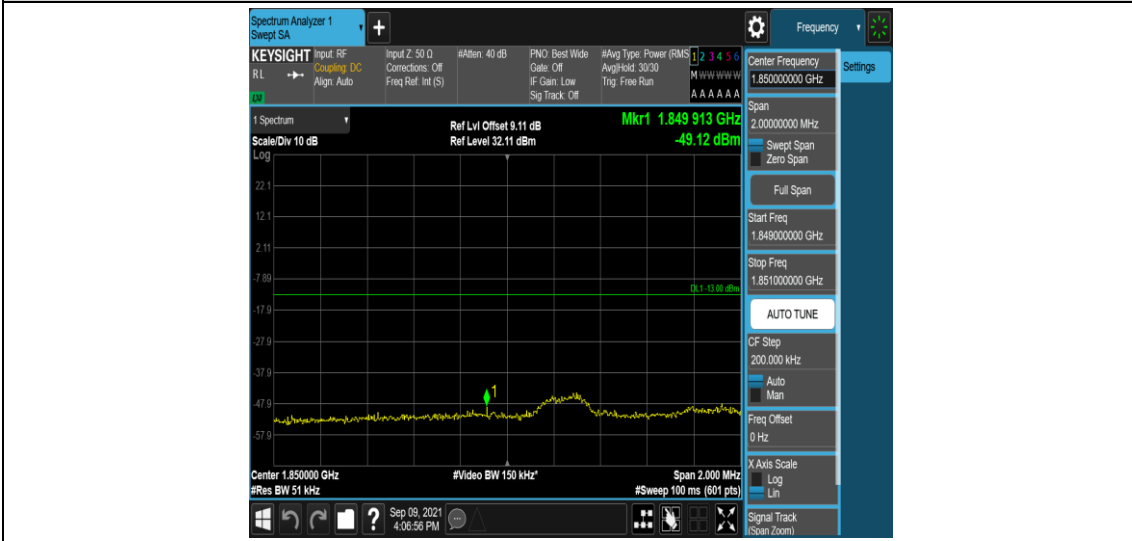 Spectrum Analyzer 1
Swept SA
+
Frequency
KEYSIGHT
RL
Input: RF
Coupling: DC
Align: Auto
Input Z: 50 Ω
Corrections: Off
Freq Ref: Int (S)
#Atten: 40 dB
PNO: Best Wide
Gate: Off
IF Gain: Low
Sig Track: Off
#Avg Type: Power (RMS
Avg|Hold: 30/30
Trig: Free Run
1 2 3 4 5 6
M W W W W W
A A A A A A
1 Spectrum
Scale/Div 10 dB
Log
Ref Lvl Offset 9.11 dB
Ref Level 32.11 dBm
Mkr1 1.849 913 GHz
-49.12 dBm
22.1
12.1
2.11
-7.89
DL1 -13.00 dBm
-17.9
-27.9
-37.9
1
-47.9
-57.9
Center 1.850000 GHz
#Video BW 150 kHz*
Span 2.000 MHz
#Res BW 51 kHz
#Sweep 100 ms (601 pts)
?
Sep 09, 2021
4:06:56 PM
Center Frequency
1.850000000 GHz
Settings
Span
2.00000000 MHz
Swept Span
Zero Span
Full Span
Start Freq
1.849000000 GHz
Stop Freq
1.851000000 GHz
AUTO TUNE
CF Step
200.000 kHz
Auto
Man
Freq Offset
0 Hz
X Axis Scale
Log
Lin
Signal Track
(Span Zoom)